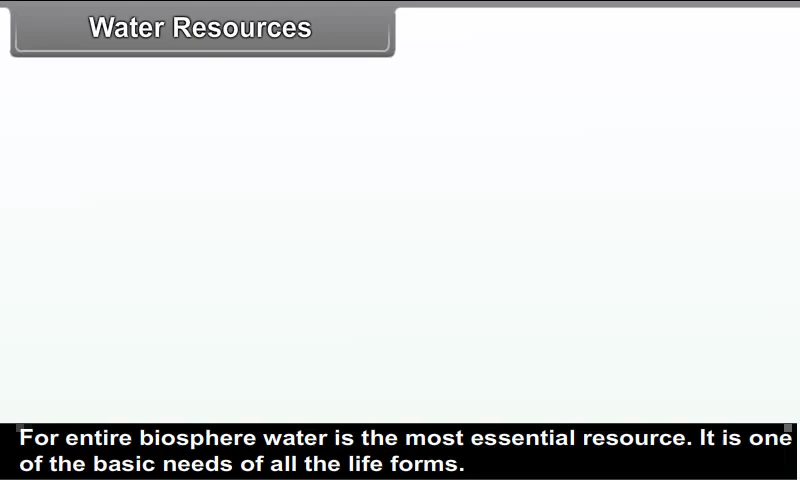 Water Resources
For entire biosphere water is the most essential resource. It is one
of the basic needs of all the life forms.